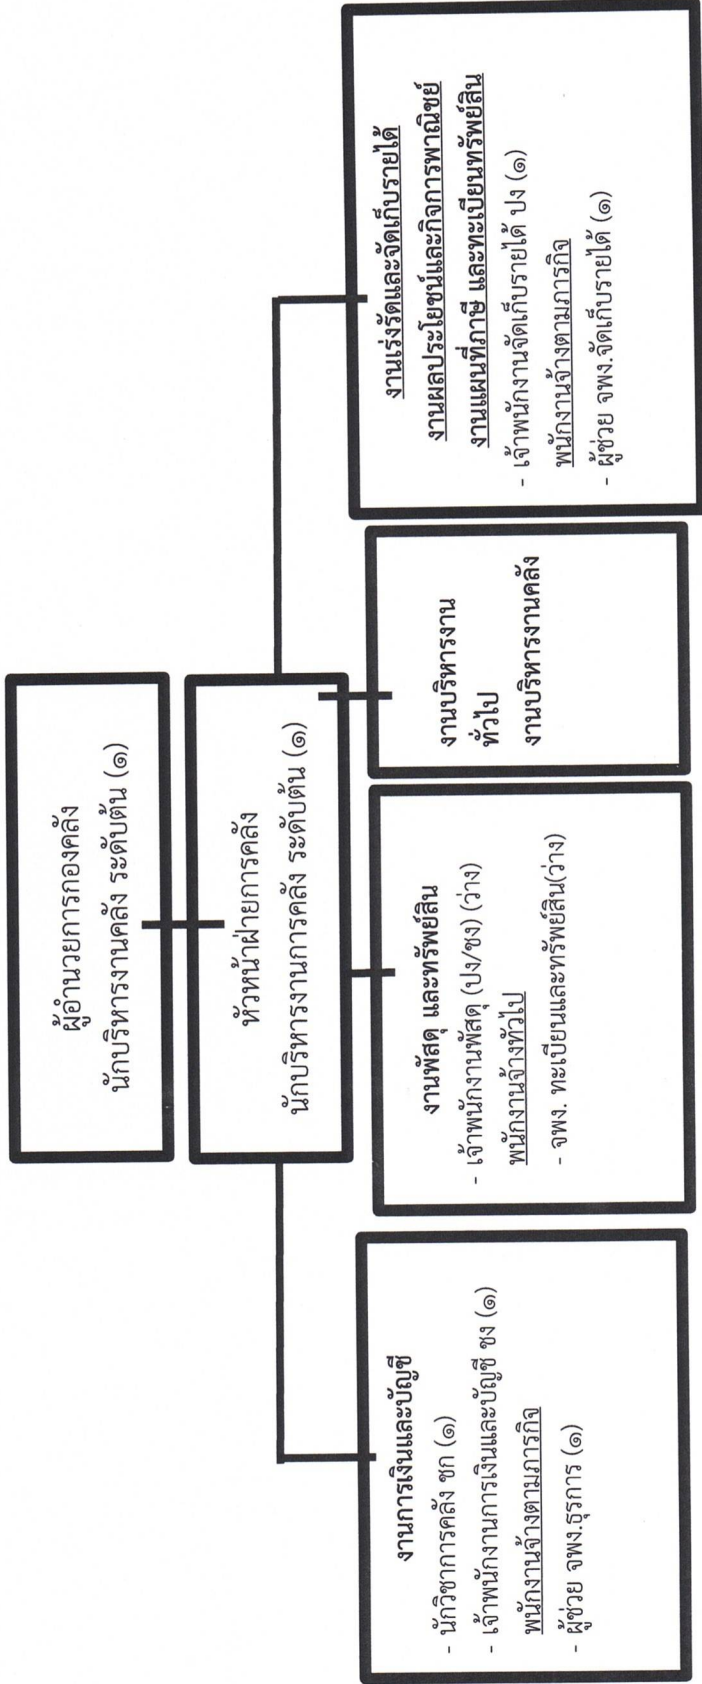 ผู้อำนวยการกองคลัง
นักบริหารงานคลัง ระดับต้น (๑)
หัวหน้าฝ่ายการคลัง
นักบริหารงานการคลัง ระดับต้น (๑)
งานการเงินและบัญชี
- นักวิชาการคลัง ชก (๑)
- เจ้าพนักงานการเงินและบัญชี ชง (๑)
พนักงานจ้างตามภารกิจ
- ผู้ช่วย จพง.ธุรการ (๑)
งานพัสดุ และทรัพย์สิน
- เจ้าพนักงานพัสดุ (ปง/ชง) (ว่าง)
พนักงานจ้างทั่วไป
- จพง. ทะเบียนและทรัพย์สิน(ว่าง)
งานบริหารงาน
ทั่วไป
งานบริหารงานคลัง
งานเร่งรัดและจัดเก็บรายได้
งานผลประโยชน์และกิจการพาณิชย์
งานแผนที่ภาษี และทะเบียนทรัพย์สิน
- เจ้าพนักงานจัดเก็บรายได้ ปง (๑)
พนักงานจ้างตามภารกิจ
- ผู้ช่วย จพง.จัดเก็บรายได้ (๑)